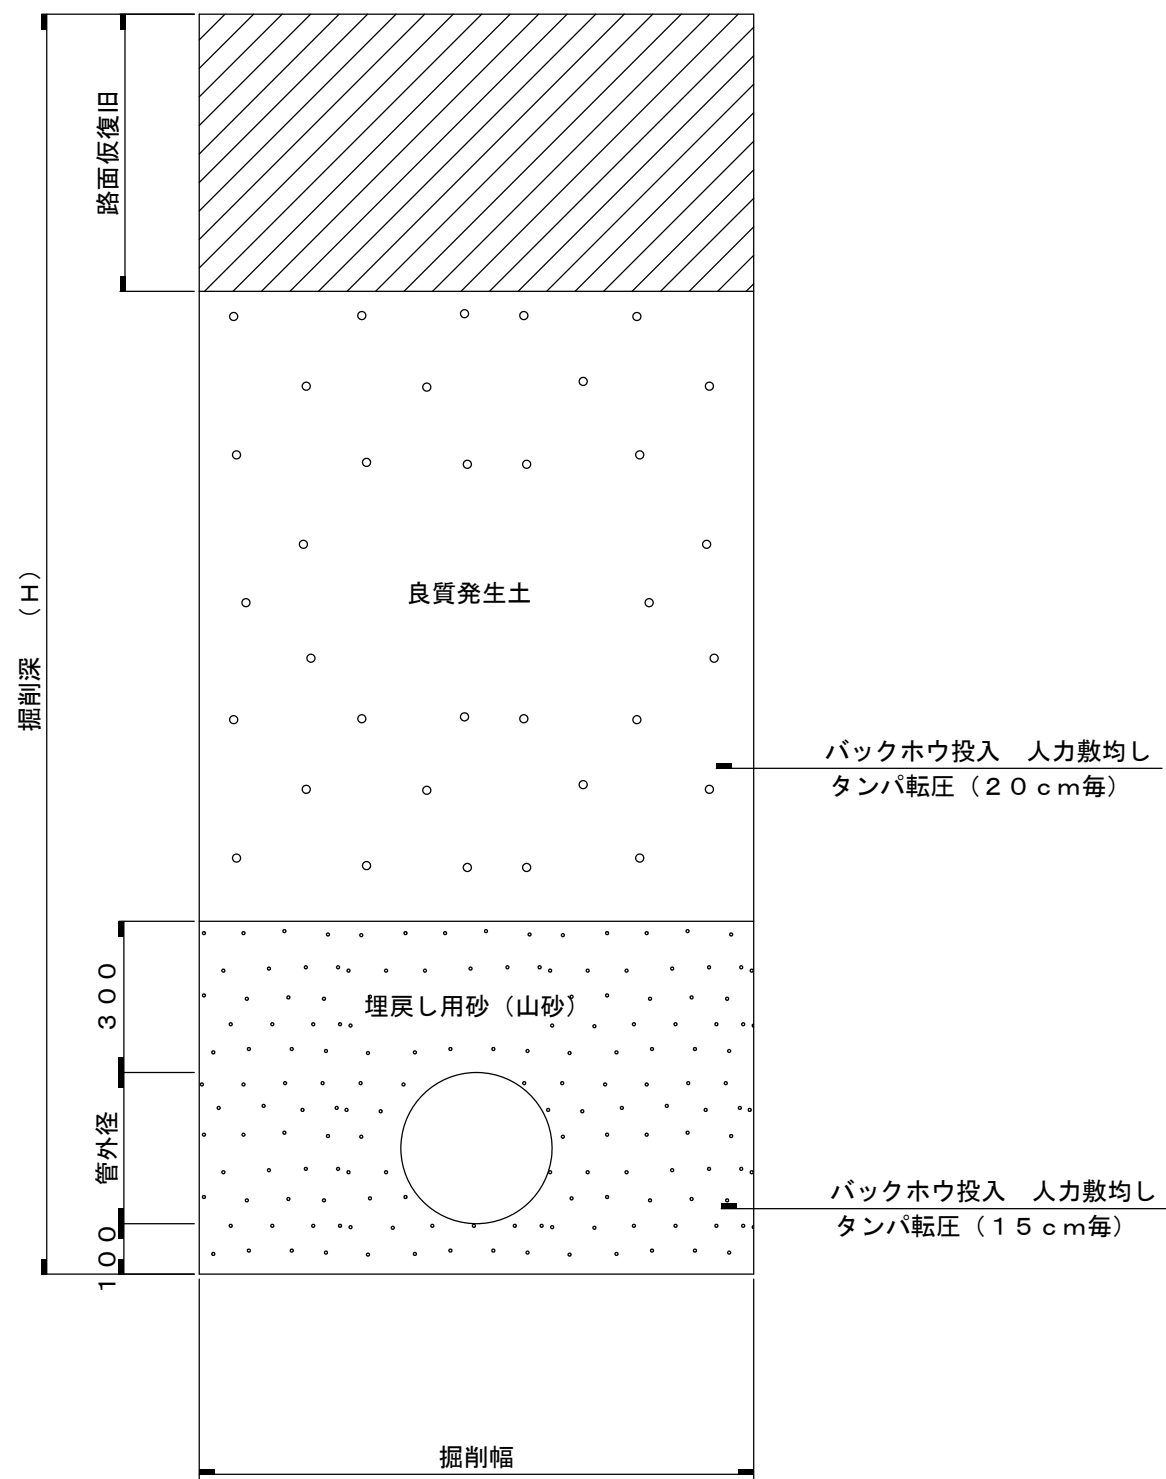 路面仮復旧
掘削深　（Ｈ）
良質発生土
バックホウ投入　人力敷均し
タンパ転圧（２０ｃｍ毎）
３００
埋戻し用砂（山砂）
管外径
バックホウ投入　人力敷均し
タンパ転圧（１５ｃｍ毎）
１００
掘削幅